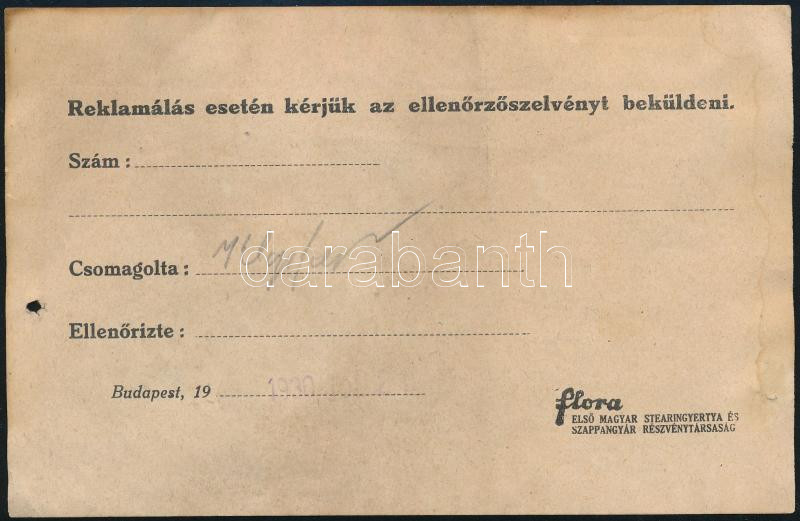 Reklamálás esetén kérjük az ellenőrzőszelvényt beküldeni.
Szám :
Csomagolta :
darabanth
Ellenőrizte :
Budapest, 19 1930
flora
ELSŐ MAGYAR STEARINGYERTYA ÉS
SZAPPANGYÁR RÉSZVÉNYTÁRSASÁG